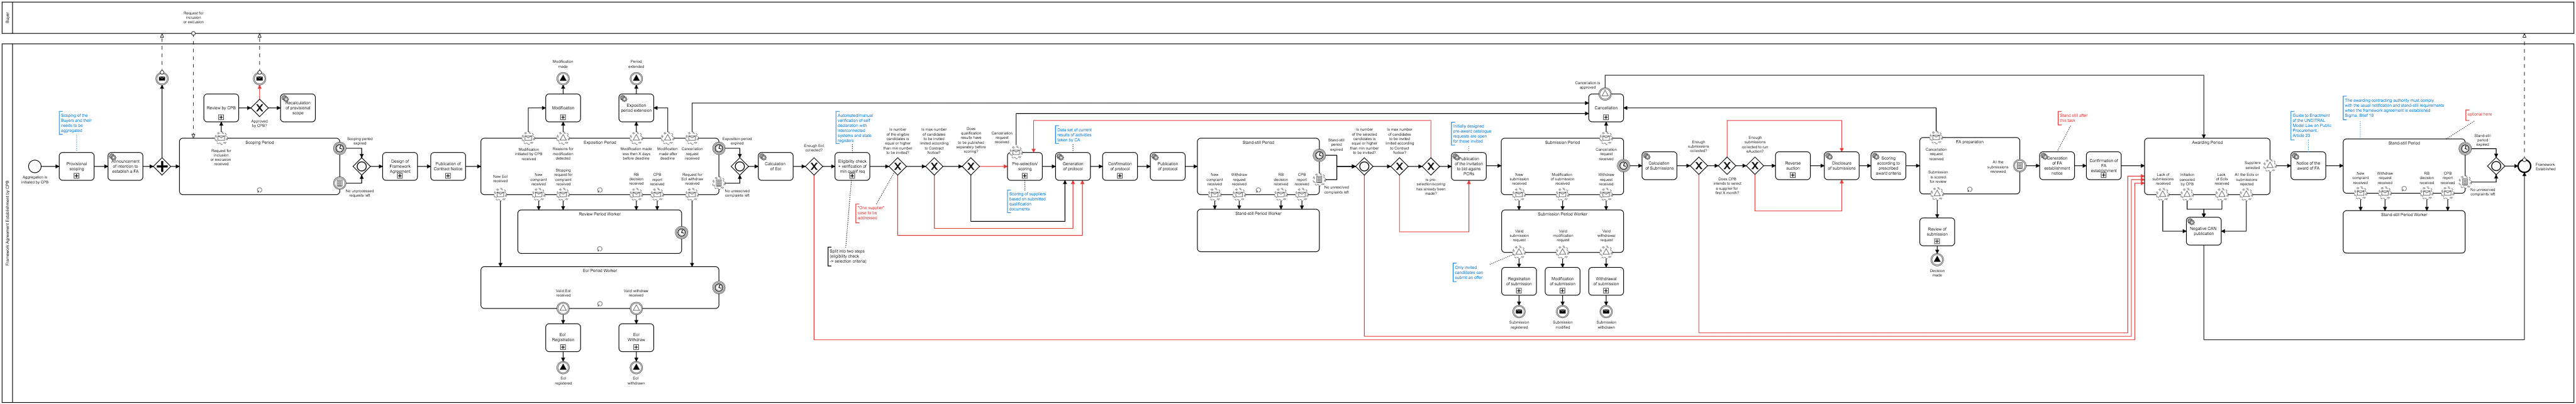 Buyer
Request for
inclusion
or exclusion
Framework Agreement Establishment by CPB
Aggregation is
initiated by CPB
Scoping of the
Buyers and their
needs to be
aggregated
Provisional
scoping
Announcement
of intention to
establish a FA
Review by CPB
Approved
by CPB?
Recalculation
of provisional
scope
Scoping Period
Request for
inclusion
or exclusion
received
Scoping period
expired
No unprocessed
requests left
Design of
Framework
Agreement
Publication of
Contract Notice
Modification
made
Period
extended
Modification
Exposition
period extension
Exposition Period
Modification
initiated by CPB
received
Reasons for
modification
detected
Modification made
less then X days
before deadline
Modification
made after
deadline
Cancellation
request
received
New EoI
received
New
complaint
received
Stopping
request for
complaint
received
RB
decision
received
CPB
report
received
Request for
EoI withdraw
received
Review Period Worker
EoI Period Worker
Valid EoI
received
Valid withdraw
received
EoI
Registration
EoI
Withdraw
EoI
registered
EoI
withdrawn
Exposition period
expired
No unresolved
complaints left
Calculation
of EoI
Enough EoI
collected?
Automated/manual
verification of self
declaration with
interconnected
systems and state
registers
Eligibility check
+ verification of
min qualif req
Split into two steps
(eligibility check
-> selection criteria)
"One supplier"
case to be
addressed
Is number
of the eligible
candidates is
equal or higher
than min number
to be invited?
Is max number
of candidates
to be invited
limited according
to Contract
Notice?
Does
qualification
results have to
be published
separately before
scoring?
Cancellation
request
received
Pre-selection/
scoring
Scoring of suppliers
based on submitted
qualification
documents
Data set of current
results of activities
taken by CA
Generation
of protocol
Confirmation
of protocol
Publication
of protocol
Stand-still Period
New
complaint
received
Withdraw
request
received
RB
decision
received
CPB
report
received
Stand-still Period Worker
Stand-still
period
expired
No unresolved
complaints left
Is number
of the selected
candidates is
equal or higher
than min number
to be invited?
Is max number
of candidates
to be invited
limited according
to Contract
Notice?
Is pre-
selection/scoring
has already been
made?
Initially designed
pre-award catalogue
requests are open
for those invited
Publication
of the invitation
to bid against
PCRs
Cancellation is
approved
Cancellation
Submission Period
Cancellation
request
received
New
submission
received
Modification
of submission
received
Withdraw
request
received
Submission Period Worker
Valid
submission
request
Valid
modification
request
Valid
withdrawal
request
Only invited
candidates can
submit an offer
Registration
of submission
Modification
of submission
Withdrawal
of submission
Submission
registered
Submission
modified
Submission
withdrawn
Calculation
of Submissions
Enough
submissions
collected?
Does CPB
intends to select
a supplier for
Enough
submissions
collected to run
Reverse
auction
Disclosure
of submissions
Scoring
according to
prescribed
award criteria
FA preparation
Cancellation
request
received
Submission
is scored
for review
All the
submissions
reviewed
Review of
submission
Decision
made
Stand still after
this task
Generation
of FA
establishment
notice
Confirmation of
FA
establishment
Awarding Period
Lack of
submissions
received
Initiation
canceled
by CPB
Lack
of EoIs
received
All the EoIs or
submissions
rejected
Suppliers
selected
Negative CAN
publication
Guide to Enactment
of the UNCITRAL
Model Law on Public
Procurement.
Article 23
Notice of the
award of FA
The awarding contracting authority must comply
with the usual notification and stand-still requirements
when the framework agreement is established.
Sigma. Brief 19
optional here
Stand-still Period
New
complaint
received
Withdraw
request
received
RB
decision
received
CPB
report
received
Stand-still Period Worker
Stand-still
period
expired
No unresolved
complaints left
Framework
Established